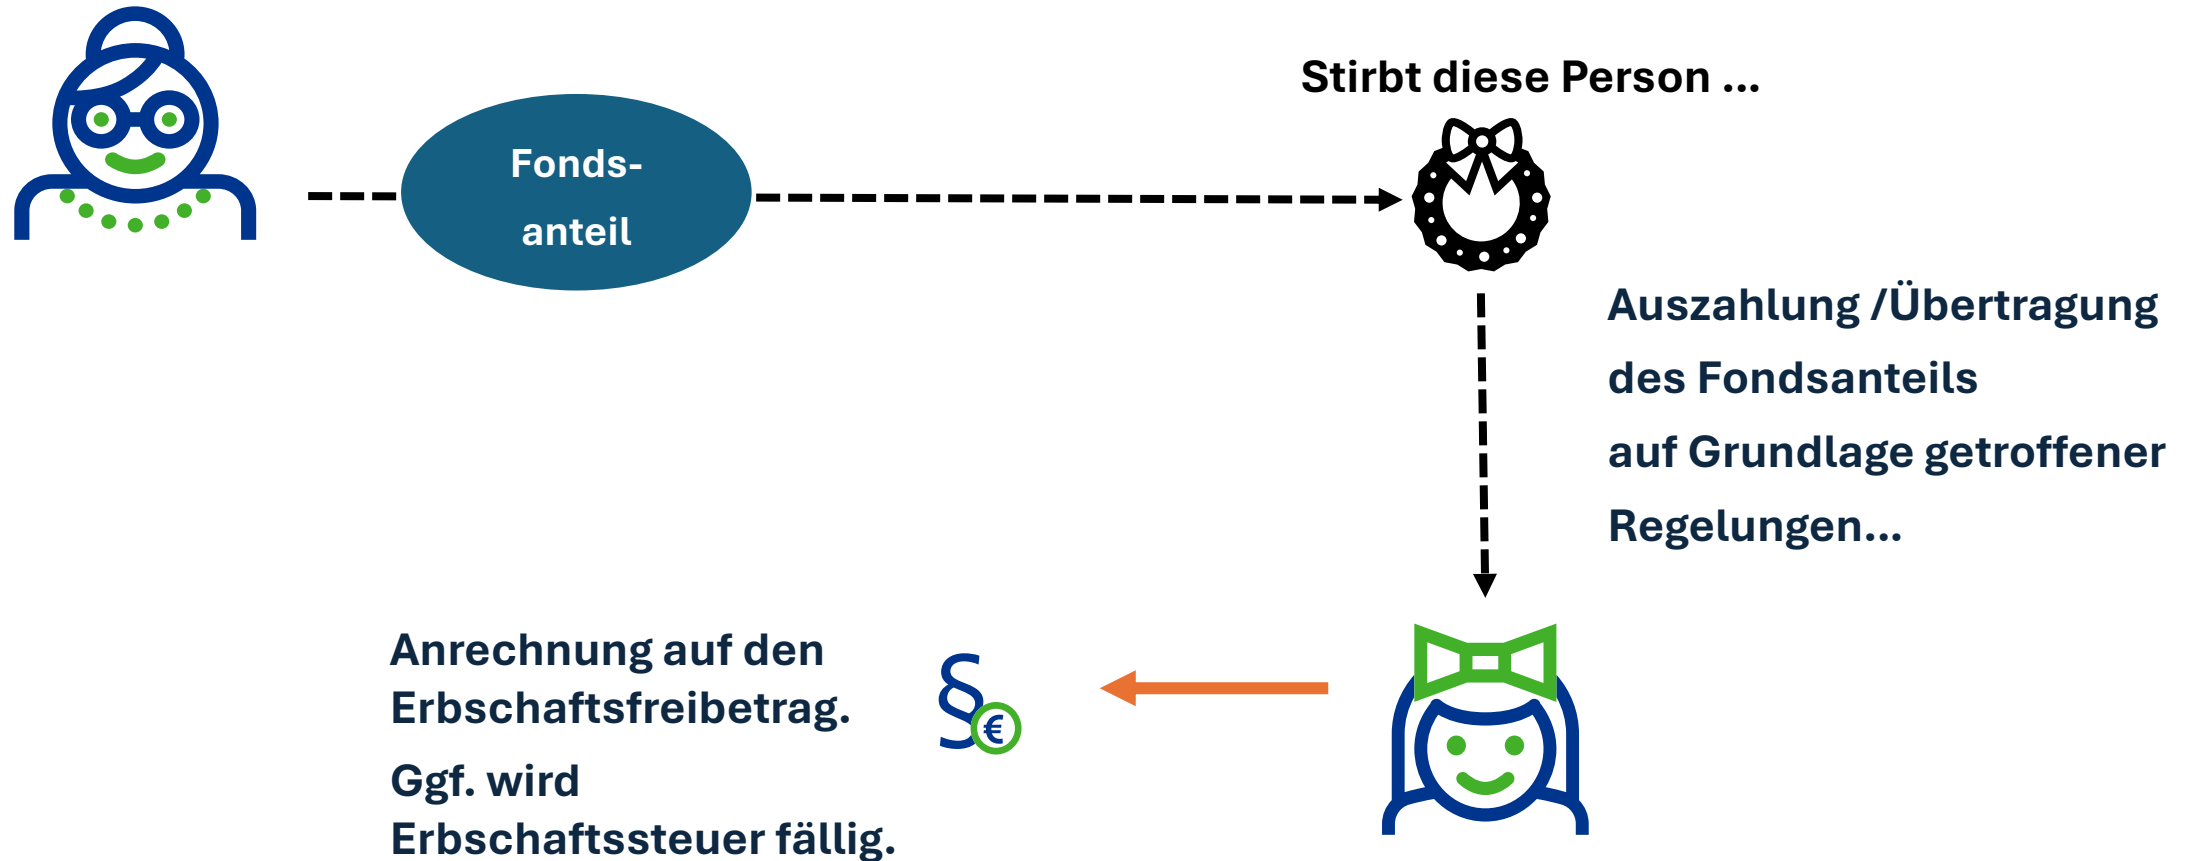 Stirbt diese Person ...
Fonds-
anteil
Auszahlung /Übertragung
des Fondsanteils
auf Grundlage getroffener
Regelungen...
Anrechnung auf den
Erbschaftsfreibetrag.
Ggf. wird
Erbschaftssteuer fällig.
§
€